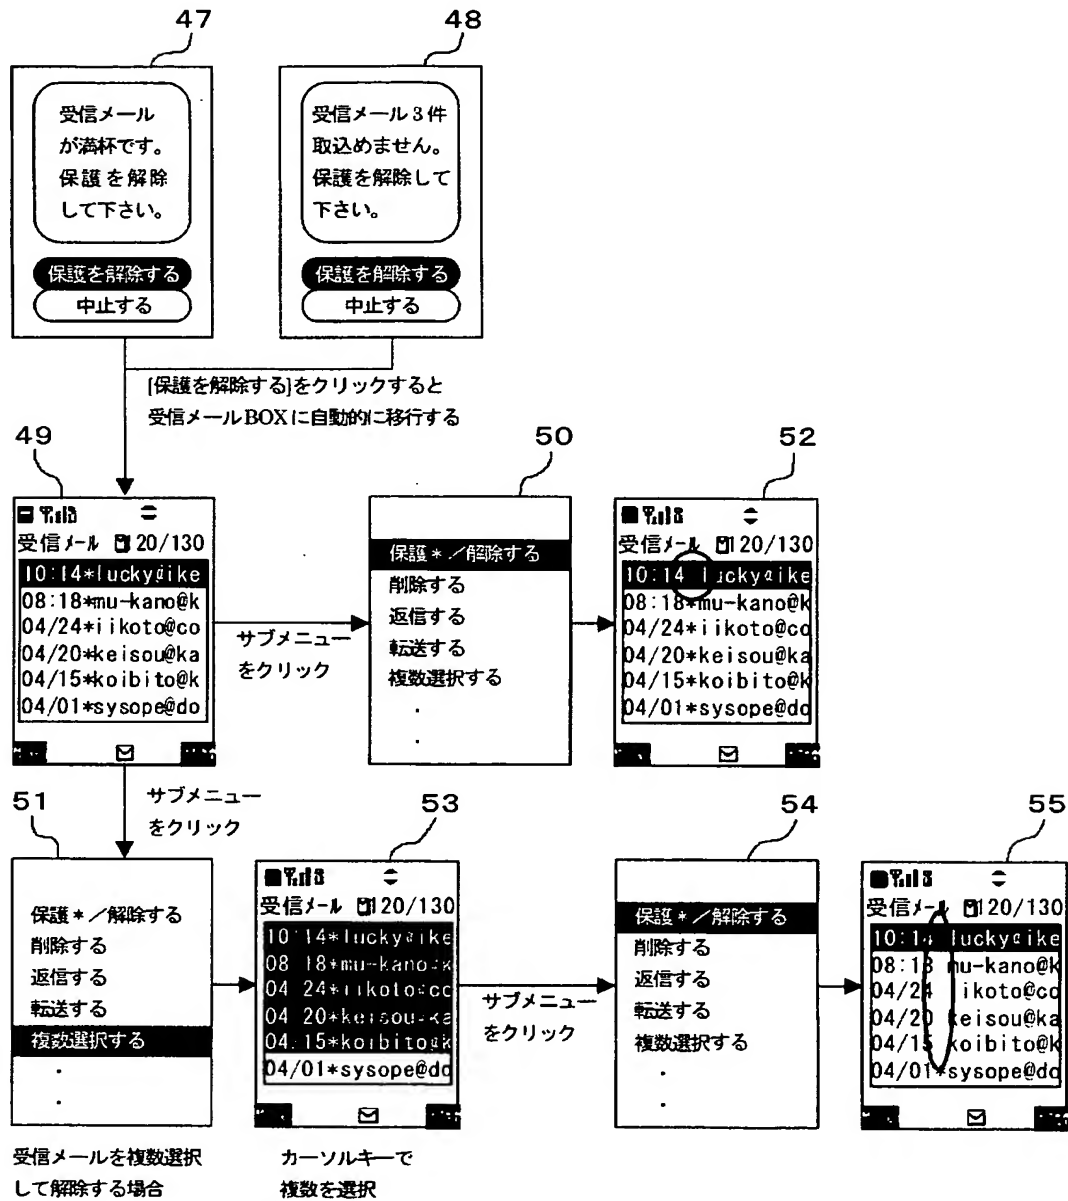 47
受信メール
が満杯です。
保護を解除
して下さい。
保護を解除する
中止する
48
受信メール3件
取込めません。
保護を解除して
下さい。
保護を解除する
中止する
[保護を解除する]をクリックすると
受信メールBOXに自動的に移行する
49
受信メール 120/130
10:14*lucky@ike
08:18*mu-kano@k
04/24*iikoto@co
04/20*keisou@ka
04/15*koibito@k
04/01*sysope@do
サブメニュー
をクリック
50
保護*/解除する
削除する
返信する
転送する
複数選択する
52
受信メール 120/130
10:14 lucky@ike
08:18*mu-kano@k
04/24*iikoto@co
04/20*keisou@ka
04/15*koibito@k
04/01*sysope@do
サブメニュー
をクリック
51
保護*/解除する
削除する
返信する
転送する
複数選択する
受信メールを複数選択
して解除する場合
53
受信メール 120/130
10 14*lucky@ike
08 18*mu-kano@k
04 24*iikoto@co
04 20*keisou@ka
04 15*koibito@k
04/01*sysope@do
カーソルキーで
複数を選択
サブメニュー
をクリック
54
保護*/解除する
削除する
返信する
転送する
複数選択する
55
受信メール 120/130
10:14 lucky@ike
08:18 mu-kano@k
04/24 iikoto@co
04/20 keisou@ka
04/15 koibito@k
04/01*sysope@do